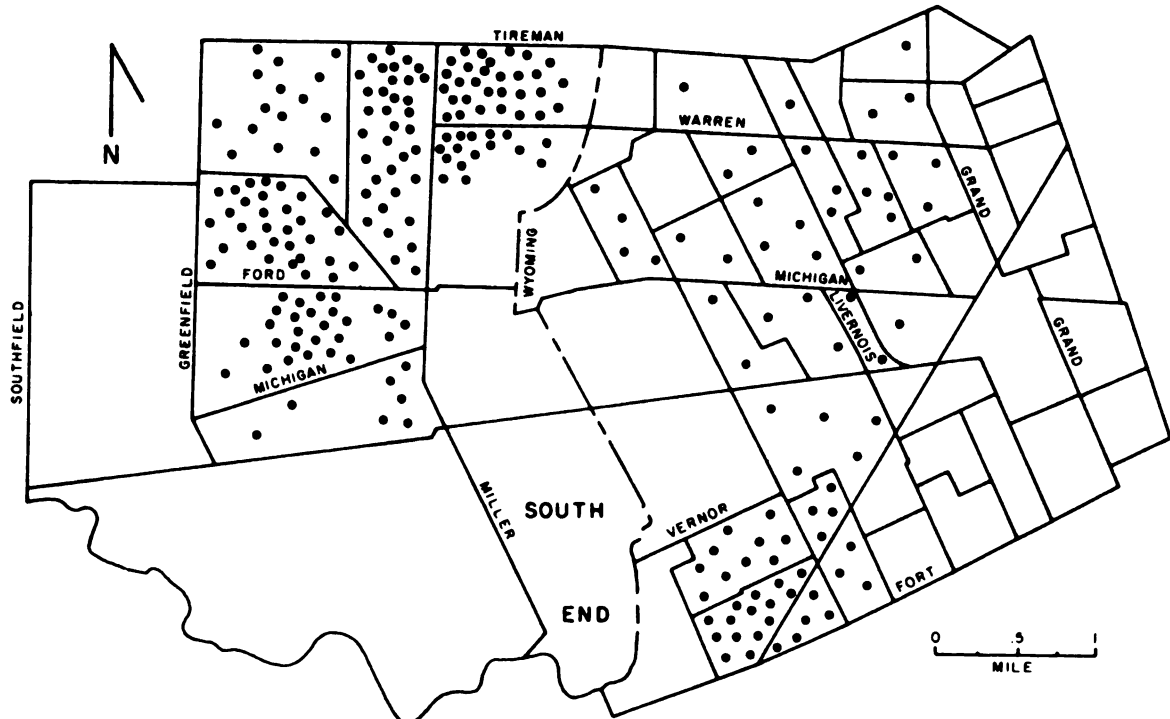 TIREMAN
WARREN
N
GRAND
WYOMING
FORD
MICHIGAN
SOUTHFIELD
GREENFIELD
LIVERNOIS
GRAND
MICHIGAN
MILLER
SOUTH
VERNOR
FORT
END
0 .5 1
MILE